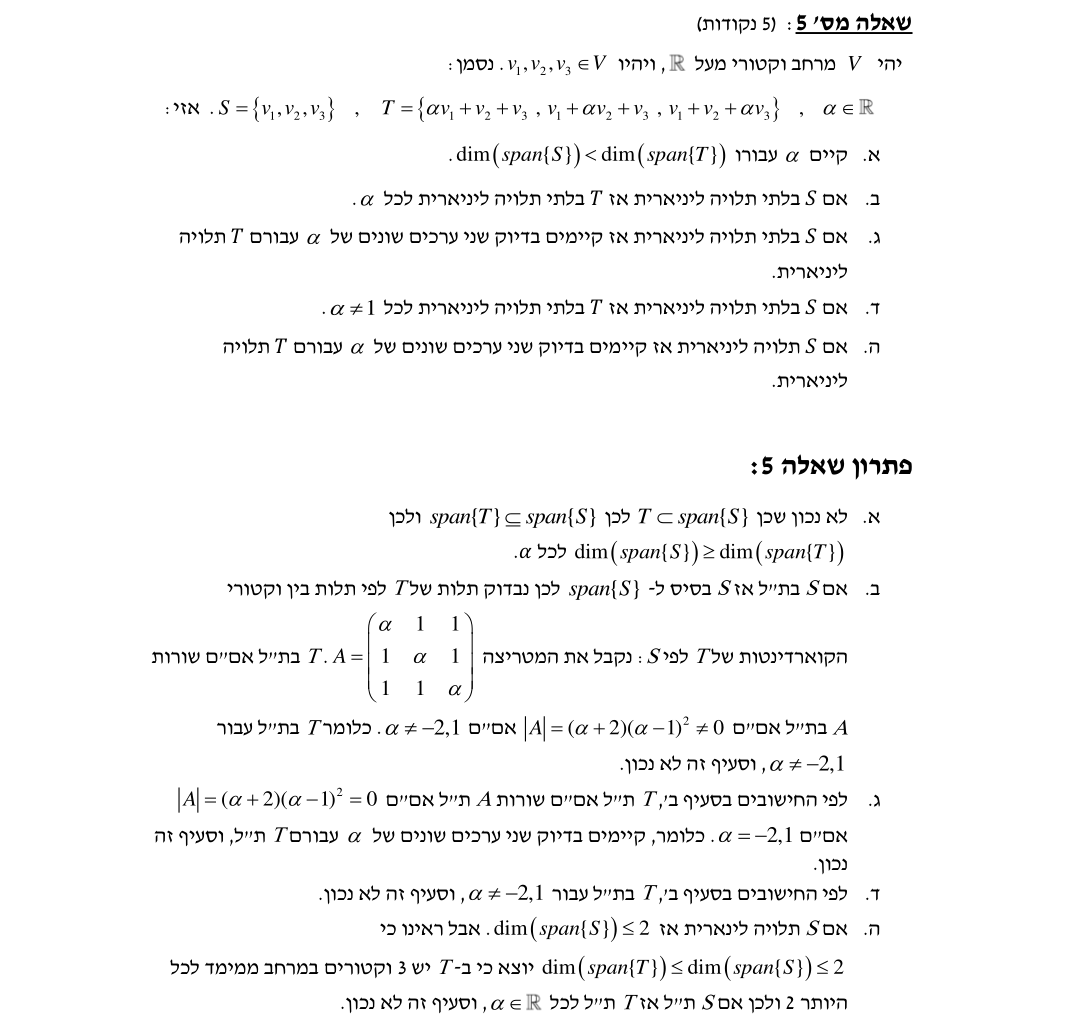 שאלה מס׳ 5 : (5 נקודות)
יהי V מרחב וקטורי מעל ℝ, ויהיו v₁,v₂,v₃ ∈ V. נסמן:
S = {v₁,v₂,v₃} , T = {αv₁ + v₂ + v₃ , v₁ + αv₂ + v₃ , v₁ + v₂ + αv₃} , α ∈ ℝ. אזי:
א. קיים α עבורו dim(span{S}) < dim(span{T}).
ב. אם S בלתי תלויה ליניארית אז T בלתי תלויה ליניארית לכל α.
ג. אם S בלתי תלויה ליניארית אז קיימים בדיוק שני ערכים שונים של α עבורם T תלויה
ליניארית.
ד. אם S בלתי תלויה ליניארית אז T בלתי תלויה ליניארית לכל α ≠ 1.
ה. אם S תלויה ליניארית אז קיימים בדיוק שני ערכים שונים של α עבורם T תלויה
ליניארית.
פתרון שאלה 5:
א. לא נכון שכן T ⊂ span{S} לכן span{T} ⊆ span{S} ולכן
dim(span{S}) ≥ dim(span{T}) לכל α.
ב. אם S בת״ל אז S בסיס ל- span{S} לכן נבדוק תלות של T לפי תלות בין וקטורי
הקוארדינטות של T לפי S : נקבל את המטריצה A = (α 1 1; 1 α 1; 1 1 α). T בת״ל אם״ם שורות
A בת״ל אם״ם |A| = (α + 2)(α − 1)² ≠ 0 אם״ם α ≠ −2,1. כלומר T בת״ל עבור
α ≠ −2,1, וסעיף זה לא נכון.
ג. לפי החישובים בסעיף ב׳, T ת״ל אם״ם שורות A ת״ל אם״ם |A| = (α + 2)(α − 1)² = 0
אם״ם α = −2,1. כלומר, קיימים בדיוק שני ערכים שונים של α עבורם T ת״ל, וסעיף זה
נכון.
ד. לפי החישובים בסעיף ב׳, T בת״ל עבור α ≠ −2,1, וסעיף זה לא נכון.
ה. אם S תלויה לינארית אז dim(span{S}) ≤ 2. אבל ראינו כי
dim(span{T}) ≤ dim(span{S}) ≤ 2 יוצא כי ב-T יש 3 וקטורים במרחב ממימד לכל
היותר 2 ולכן אם S ת״ל אז T ת״ל לכל α ∈ ℝ, וסעיף זה לא נכון.